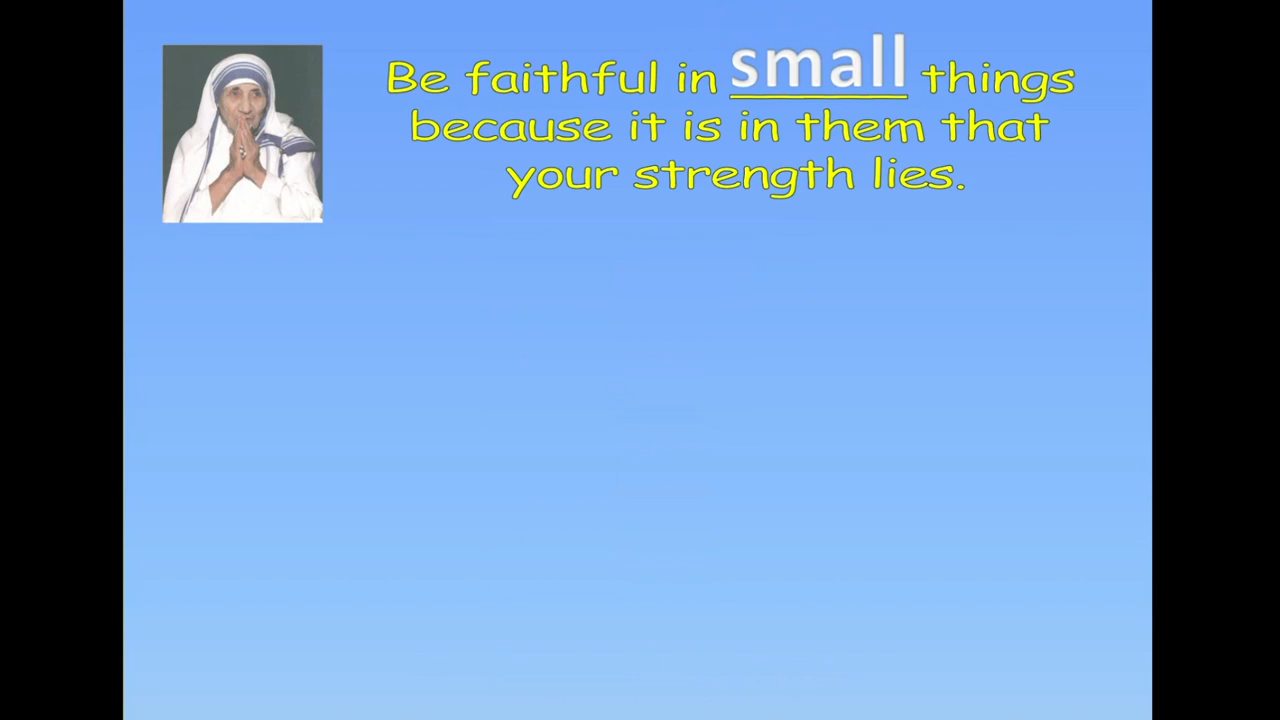 Be faithful in small things
because it is in them that
your strength lies.